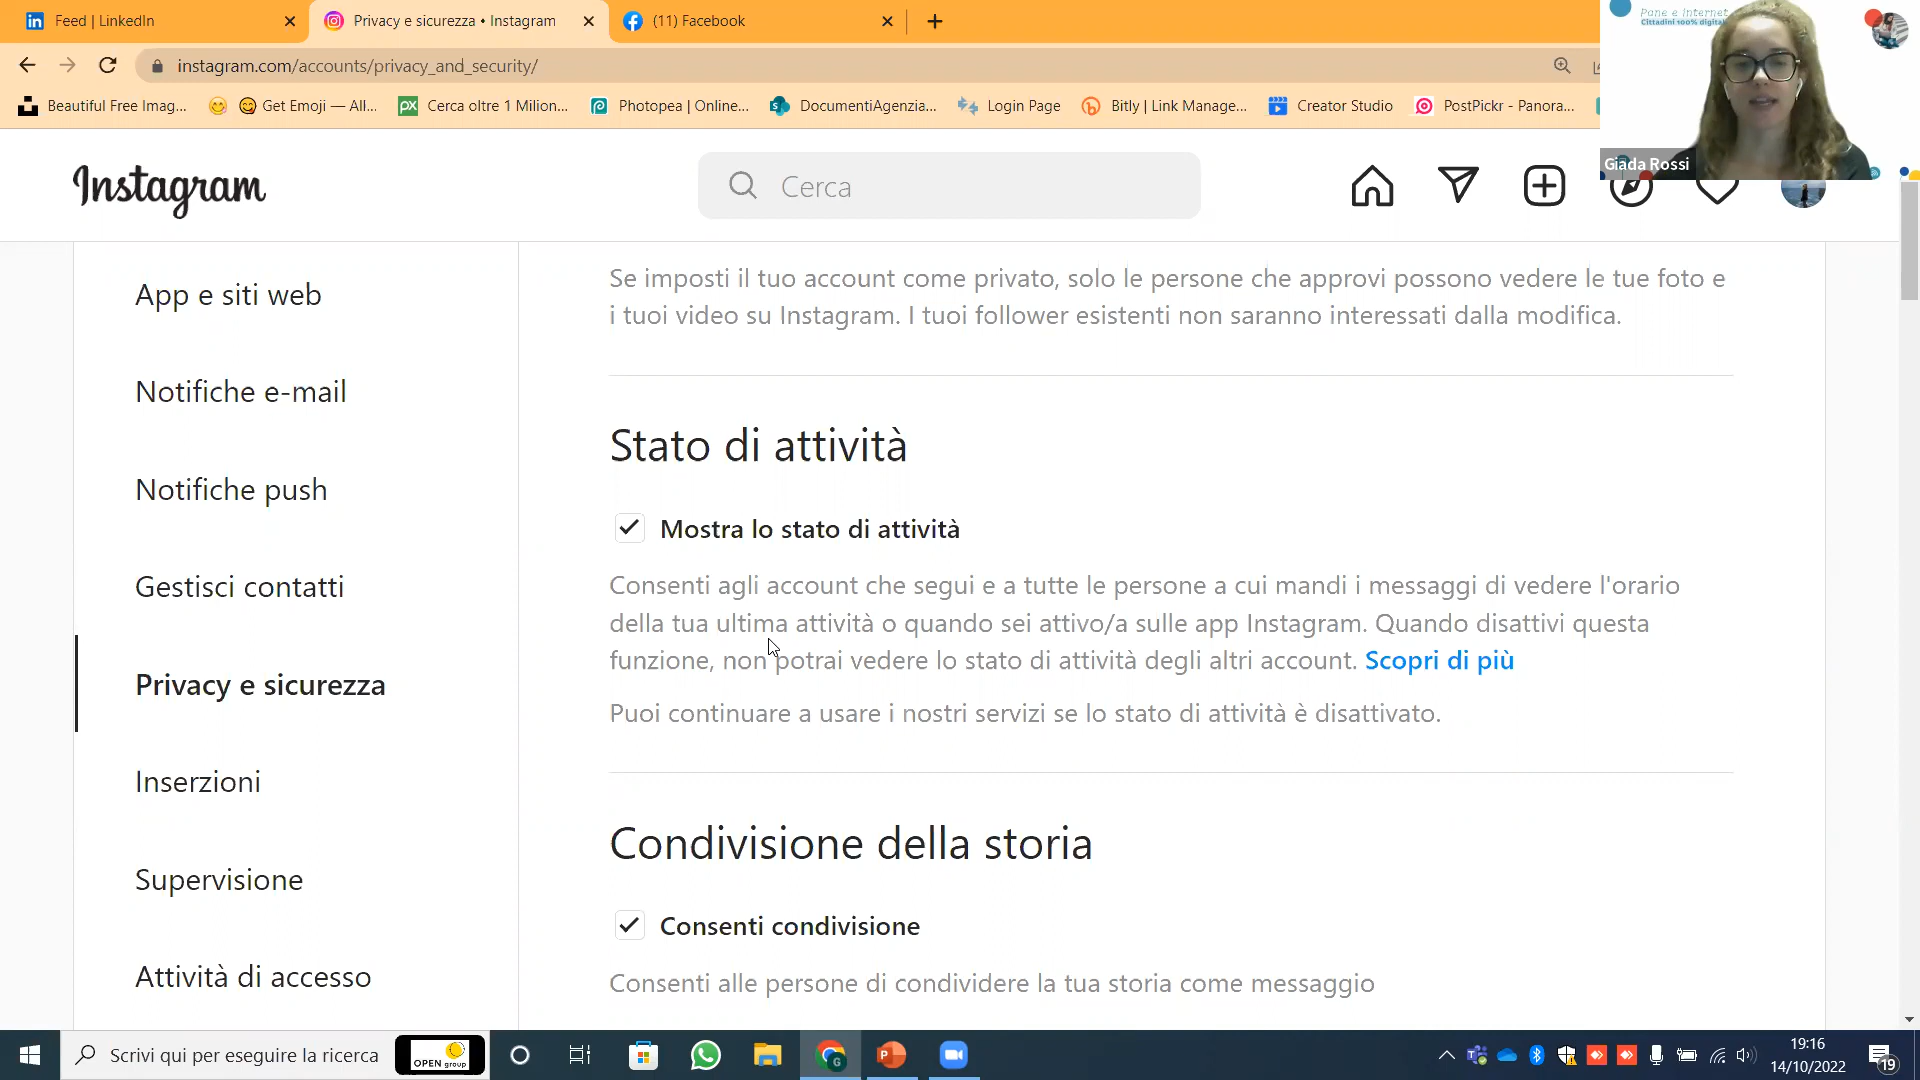 Feed | LinkedIn
Privacy e sicurezza • Instagram
(11) Facebook
instagram.com/accounts/privacy_and_security/
Beautiful Free Imag...
Get Emoji — All...
Cerca oltre 1 Milion...
Photopea | Online...
DocumentiAgenzia...
Login Page
Bitly | Link Manage...
Creator Studio
PostPickr - Panora...
Pane e Internet
Cittadini 100% digitali
Giada Rossi
Instagram
Cerca
App e siti web
Notifiche e-mail
Notifiche push
Gestisci contatti
Privacy e sicurezza
Inserzioni
Supervisione
Attività di accesso
Se imposti il tuo account come privato, solo le persone che approvi possono vedere le tue foto e
i tuoi video su Instagram. I tuoi follower esistenti non saranno interessati dalla modifica.
Stato di attività
Mostra lo stato di attività
Consenti agli account che segui e a tutte le persone a cui mandi i messaggi di vedere l'orario
della tua ultima attività o quando sei attivo/a sulle app Instagram. Quando disattivi questa
funzione, non potrai vedere lo stato di attività degli altri account. Scopri di più
Puoi continuare a usare i nostri servizi se lo stato di attività è disattivato.
Condivisione della storia
Consenti condivisione
Consenti alle persone di condividere la tua storia come messaggio
Scrivi qui per eseguire la ricerca
OPEN group
19:16
14/10/2022
19